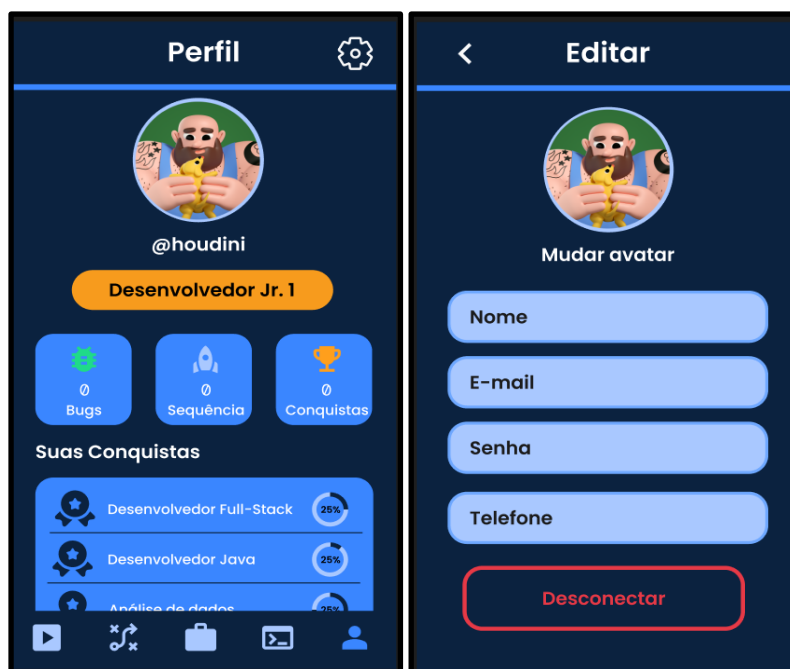 Perfil
@houdini
Desenvolvedor Jr. 1
0
Bugs
0
Sequência
0
Conquistas
Suas Conquistas
Desenvolvedor Full-Stack
25%
Desenvolvedor Java
25%
Análise de dados
25%
Editar
Mudar avatar
Nome
E-mail
Senha
Telefone
Desconectar